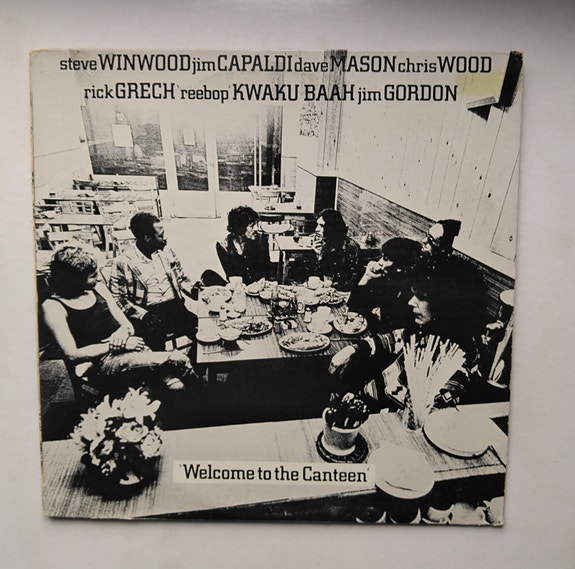 steve WINWOOD jim CAPALDI dave MASON chris WOOD
rick GRECH 'reebop' KWAKU BAAH jim GORDON
'Welcome to the Canteen'